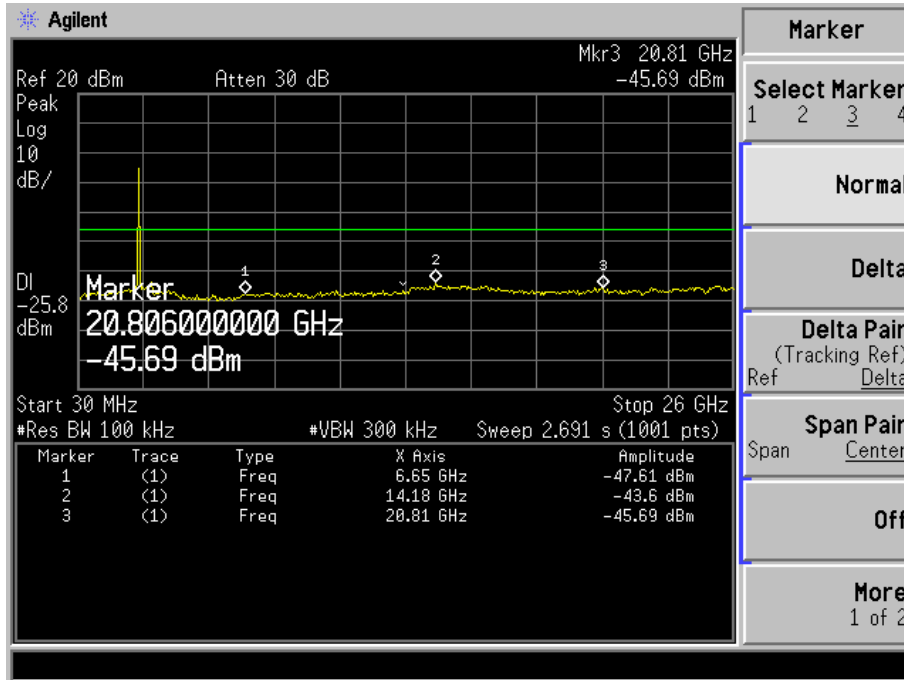 Agilent
Marker
Mkr3 20.81 GHz
Ref 20 dBm Atten 30 dB -45.69 dBm
Peak
Log
10
dB/
1
2
3
DI
-25.8
dBm
Marker
20.806000000 GHz
-45.69 dBm
Start 30 MHz Stop 26 GHz
#Res BW 100 kHz #VBW 300 kHz Sweep 2.691 s (1001 pts)
Marker Trace Type X Axis Amplitude
1 (1) Freq 6.65 GHz -47.61 dBm
2 (1) Freq 14.18 GHz -43.6 dBm
3 (1) Freq 20.81 GHz -45.69 dBm
Select Marker
1 2 3 4
Normal
Delta
Delta Pair
(Tracking Ref)
Ref Delta
Span Pair
Span Center
Off
More
1 of 2